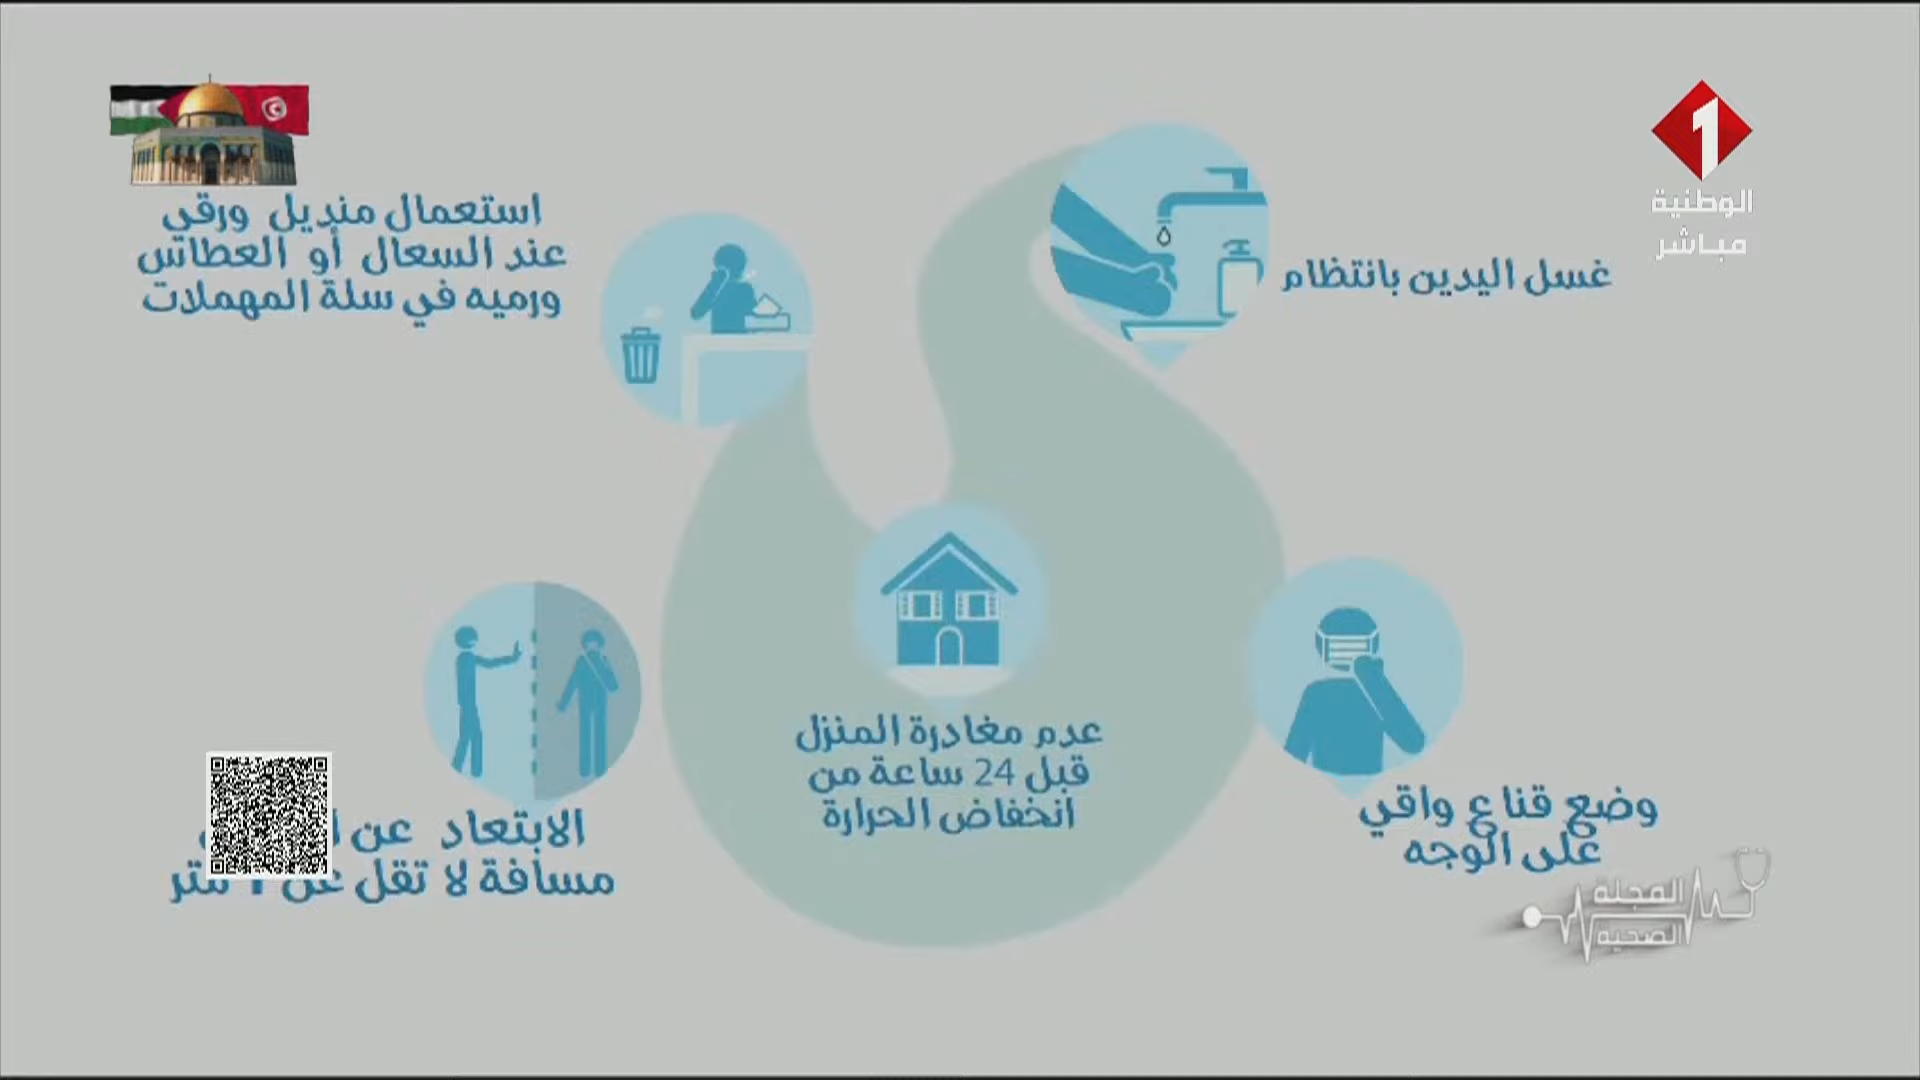 الوطنية
مباشر
غسل اليدين بانتظام
استعمال منديل ورقي
عند السعال أو العطاس
ورميه في سلة المهملات
عدم مغادرة المنزل
قبل 24 ساعة من
انخفاض الحرارة
وضع قناع واقي
على الوجه
الابتعاد عن
مسافة لا تقل عن 1 متر
المجلة
الصحية